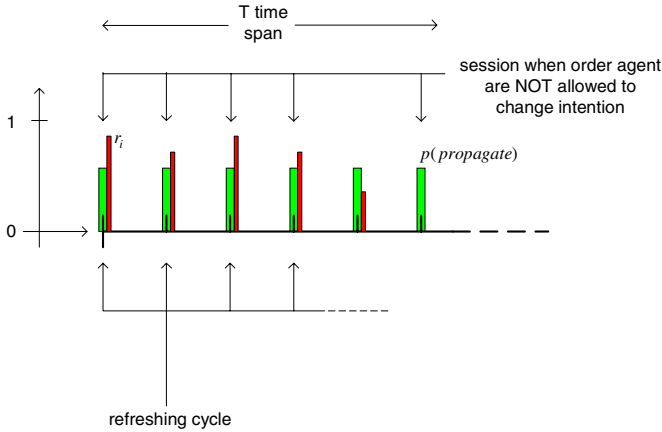 T time
span
session when order agent
are NOT allowed to
change intention
1
r_i
p(propagate)
0
refreshing cycle